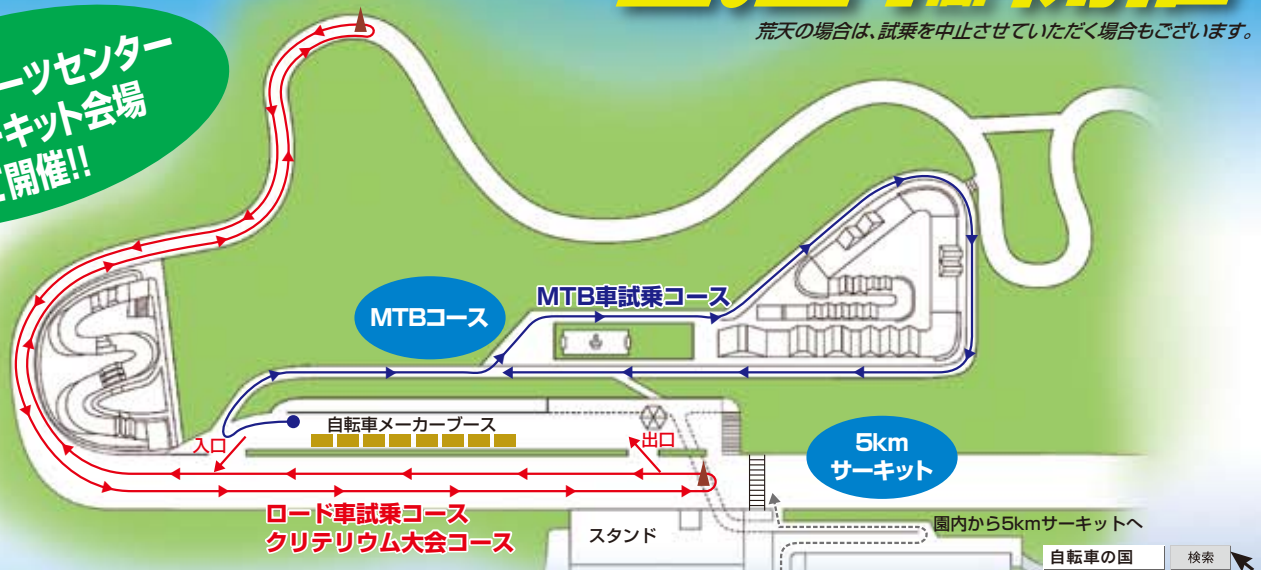 荒天の場合は、試乗を中止させていただく場合もございます。
ーツセンター
キット会場
開催!!
MTBコース
MTB車試乗コース
自転車メーカーブース
入口
出口
5km
サーキット
ロード車試乗コース
クリテリウム大会コース
スタンド
園内から5kmサーキットへ
自転車の国
検索